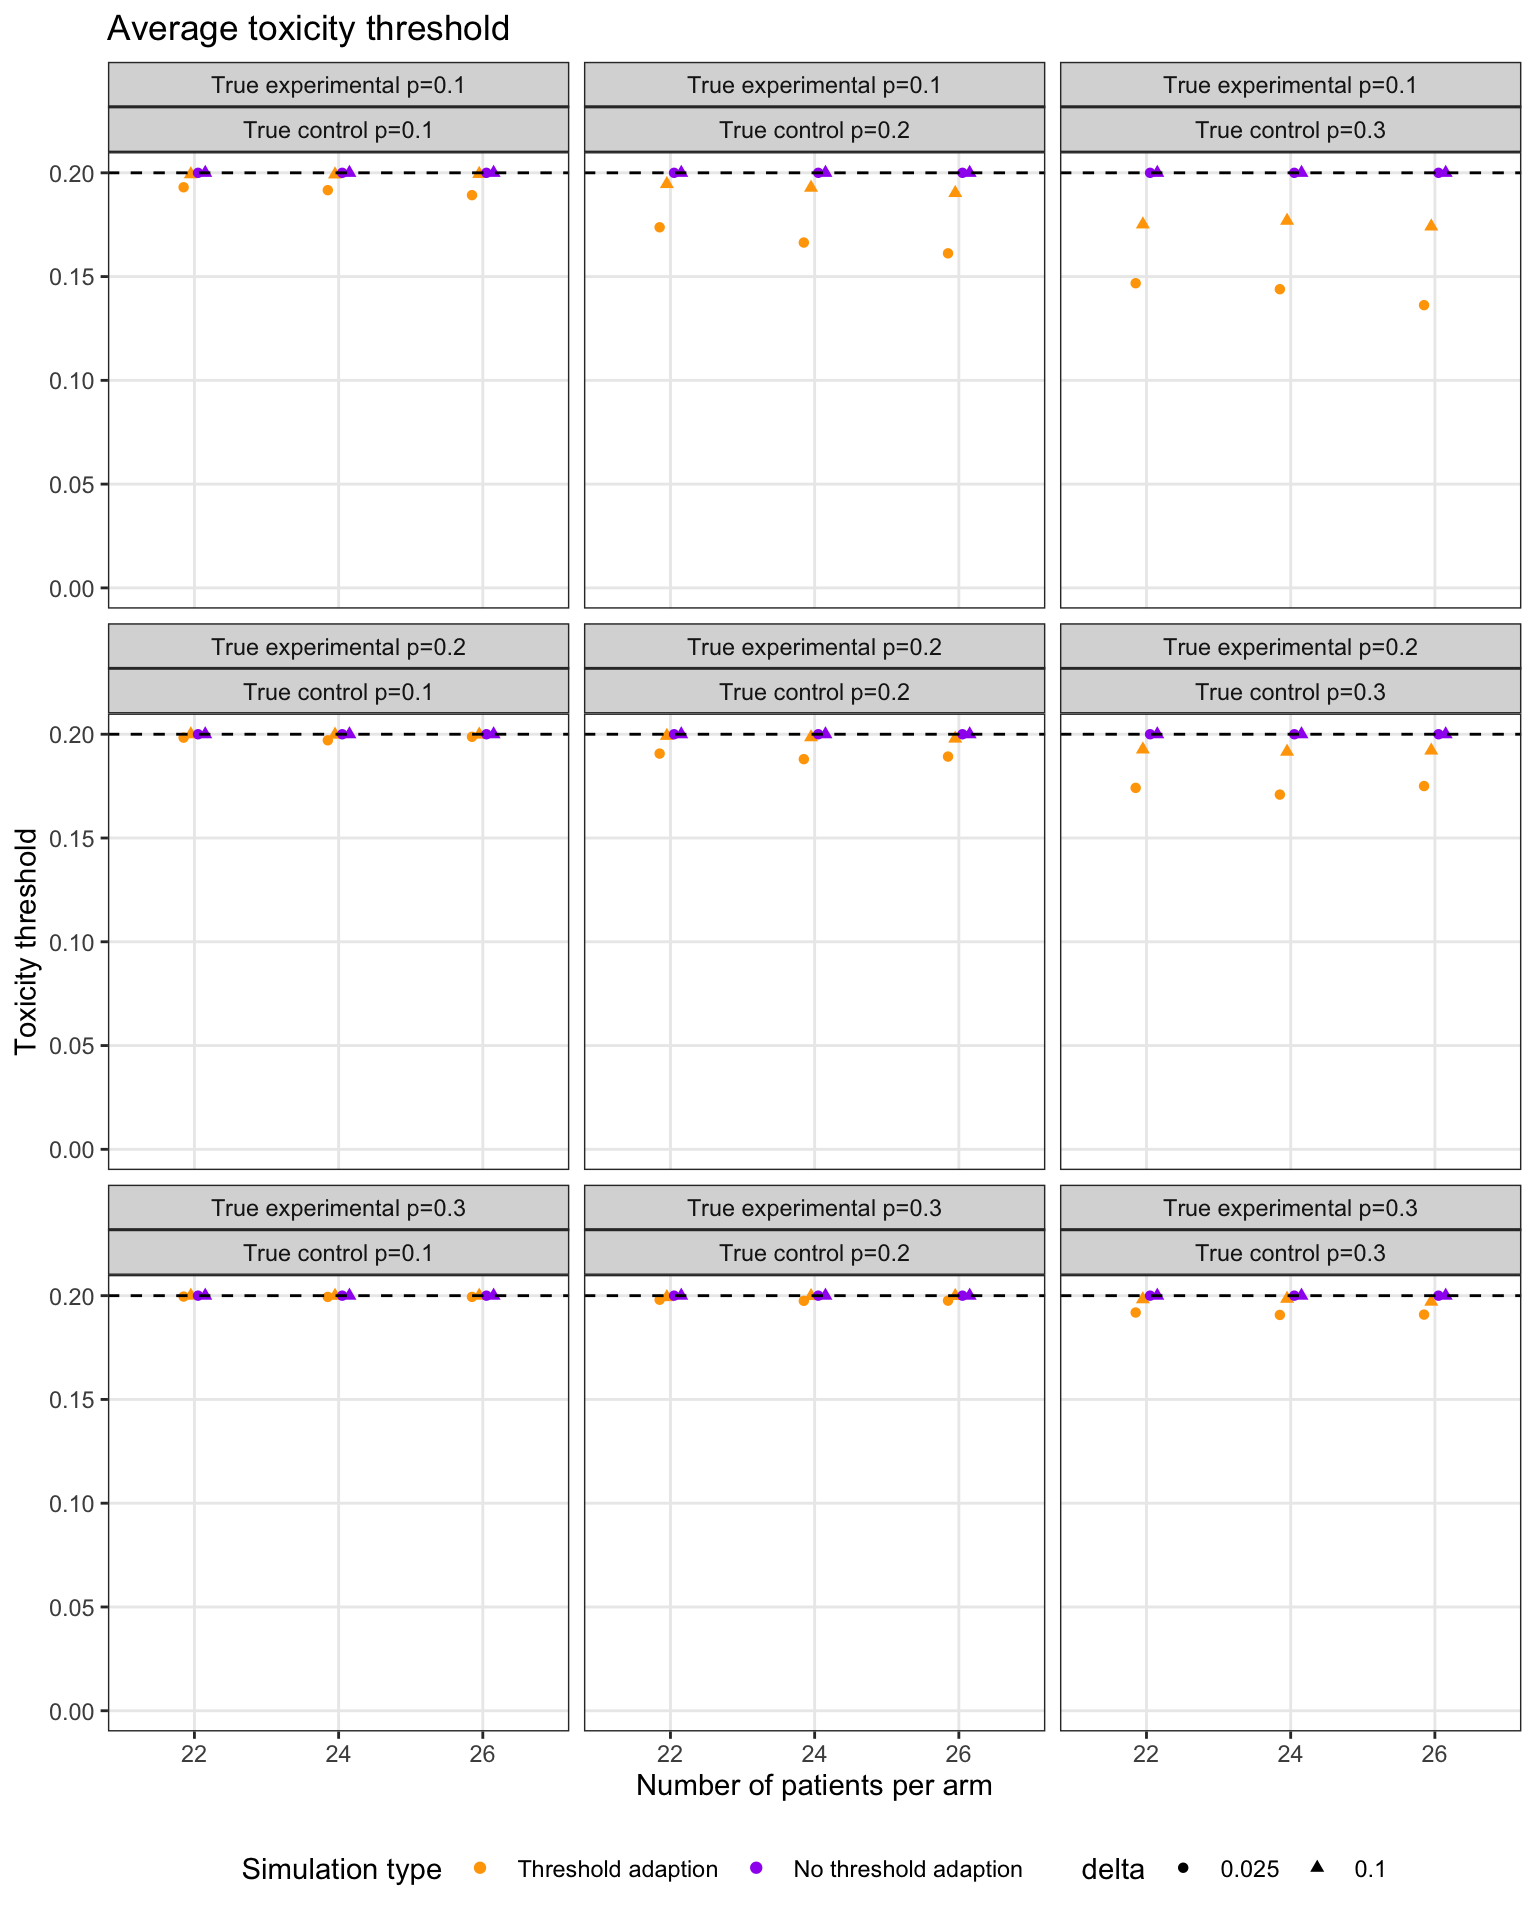 Average toxicity threshold
True experimental p=0.1 True experimental p=0.1 True experimental p=0.1
True control p=0.1 True control p=0.2 True control p=0.3
0.20
0.15
0.10
0.05
0.00
True experimental p=0.2 True experimental p=0.2 True experimental p=0.2
True control p=0.1 True control p=0.2 True control p=0.3
0.20
0.15
0.10
0.05
0.00
Toxicity threshold
True experimental p=0.3 True experimental p=0.3 True experimental p=0.3
True control p=0.1 True control p=0.2 True control p=0.3
0.20
0.15
0.10
0.05
0.00
22 24 26 22 24 26 22 24 26
Number of patients per arm
Simulation type Threshold adaption No threshold adaption delta 0.025 0.1